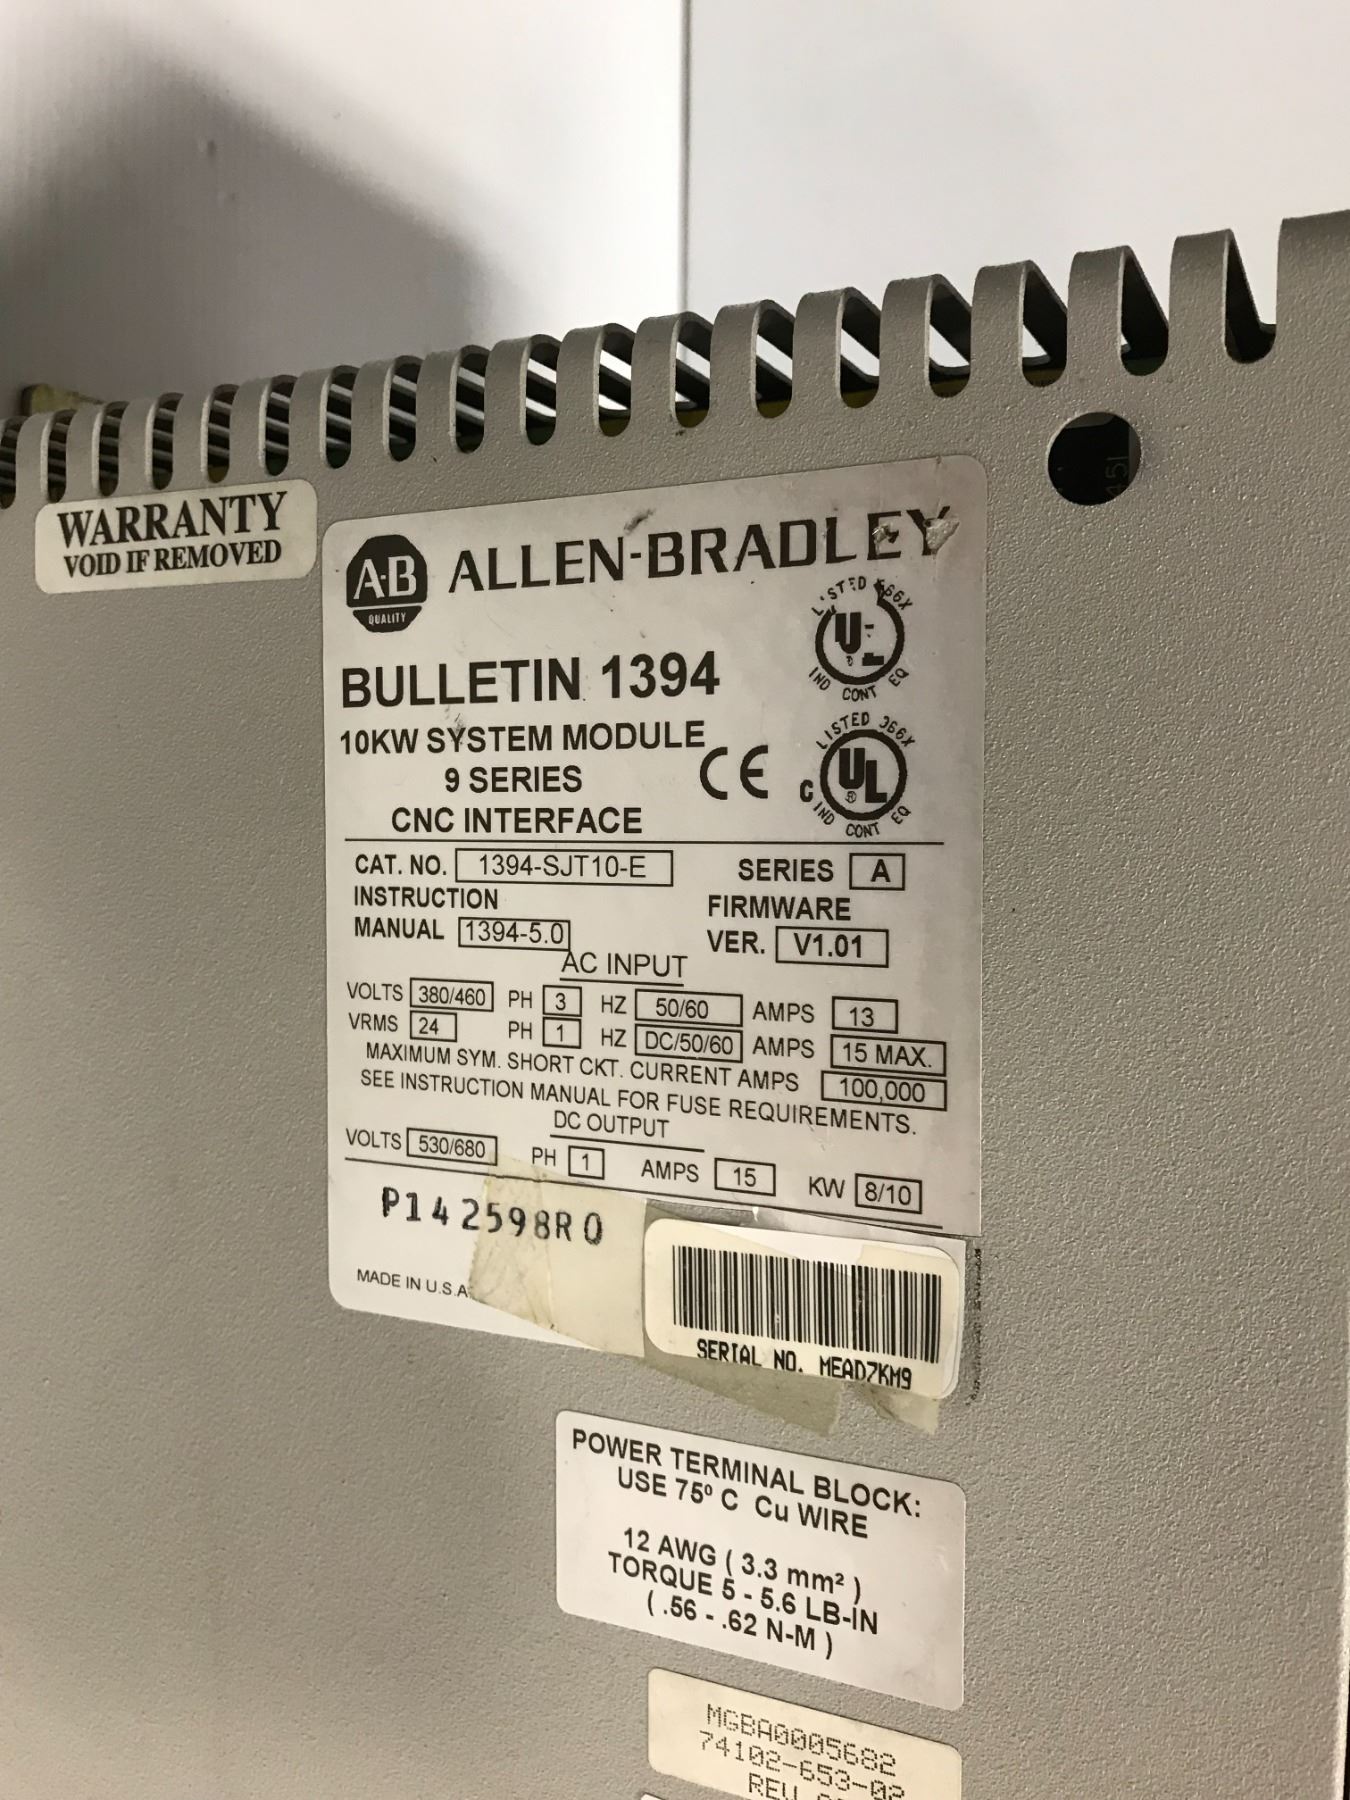 WARRANTY
VOID IF REMOVED
A-B
QUALITY
ALLEN-BRADLEY
LISTED 566X
UL
IND CONT EQ
BULLETIN 1394
10KW SYSTEM MODULE
9 SERIES
CNC INTERFACE
CE
LISTED 966X
C UL ®
IND CONT EQ
CAT. NO. 1394-SJT10-E SERIES A
INSTRUCTION FIRMWARE
MANUAL 1394-5.0 VER. V1.01
AC INPUT
VOLTS 380/460 PH 3 HZ 50/60 AMPS 13
VRMS 24 PH 1 HZ DC/50/60 AMPS 15 MAX.
MAXIMUM SYM. SHORT CKT. CURRENT AMPS 100,000
SEE INSTRUCTION MANUAL FOR FUSE REQUIREMENTS.
DC OUTPUT
VOLTS 530/680 PH 1 AMPS 15 KW 8/10
P142598R0
MADE IN U.S.A.
SERIAL NO. MEAD7KM9
POWER TERMINAL BLOCK:
USE 75º C Cu WIRE
12 AWG ( 3.3 mm² )
TORQUE 5 - 5.6 LB-IN
( .56 - .62 N-M )
MGBA0005682
74102-653-02
REV